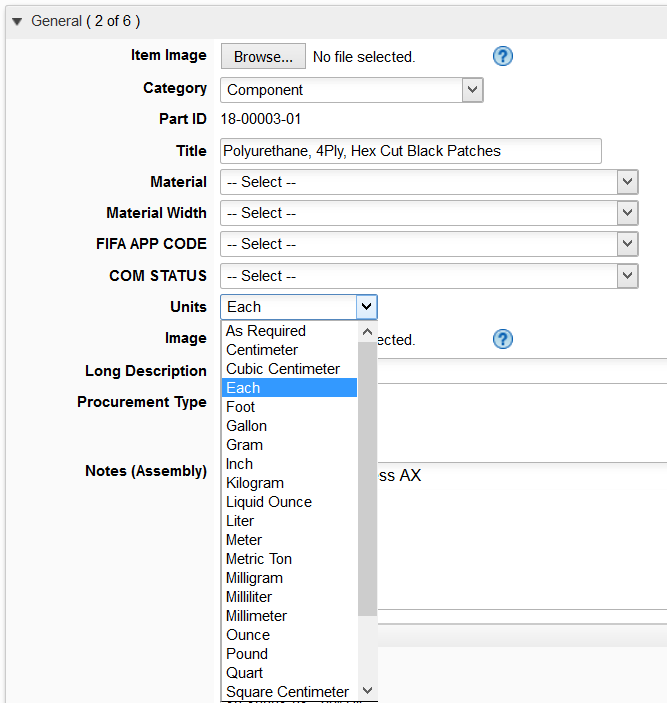 General ( 2 of 6 )
Item Image Browse... No file selected. ?
Category Component
Part ID 18-00003-01
Title Polyurethane, 4Ply, Hex Cut Black Patches
Material -- Select --
Material Width -- Select --
FIFA APP CODE -- Select --
COM STATUS -- Select --
Units Each
As Required
Image ected. ?
Centimeter
Cubic Centimeter
Long Description
Each
Procurement Type
Foot
Gallon
Gram
Inch
Notes (Assembly) ss AX
Kilogram
Liquid Ounce
Liter
Meter
Metric Ton
Milligram
Milliliter
Millimeter
Ounce
Pound
Quart
Square Centimeter